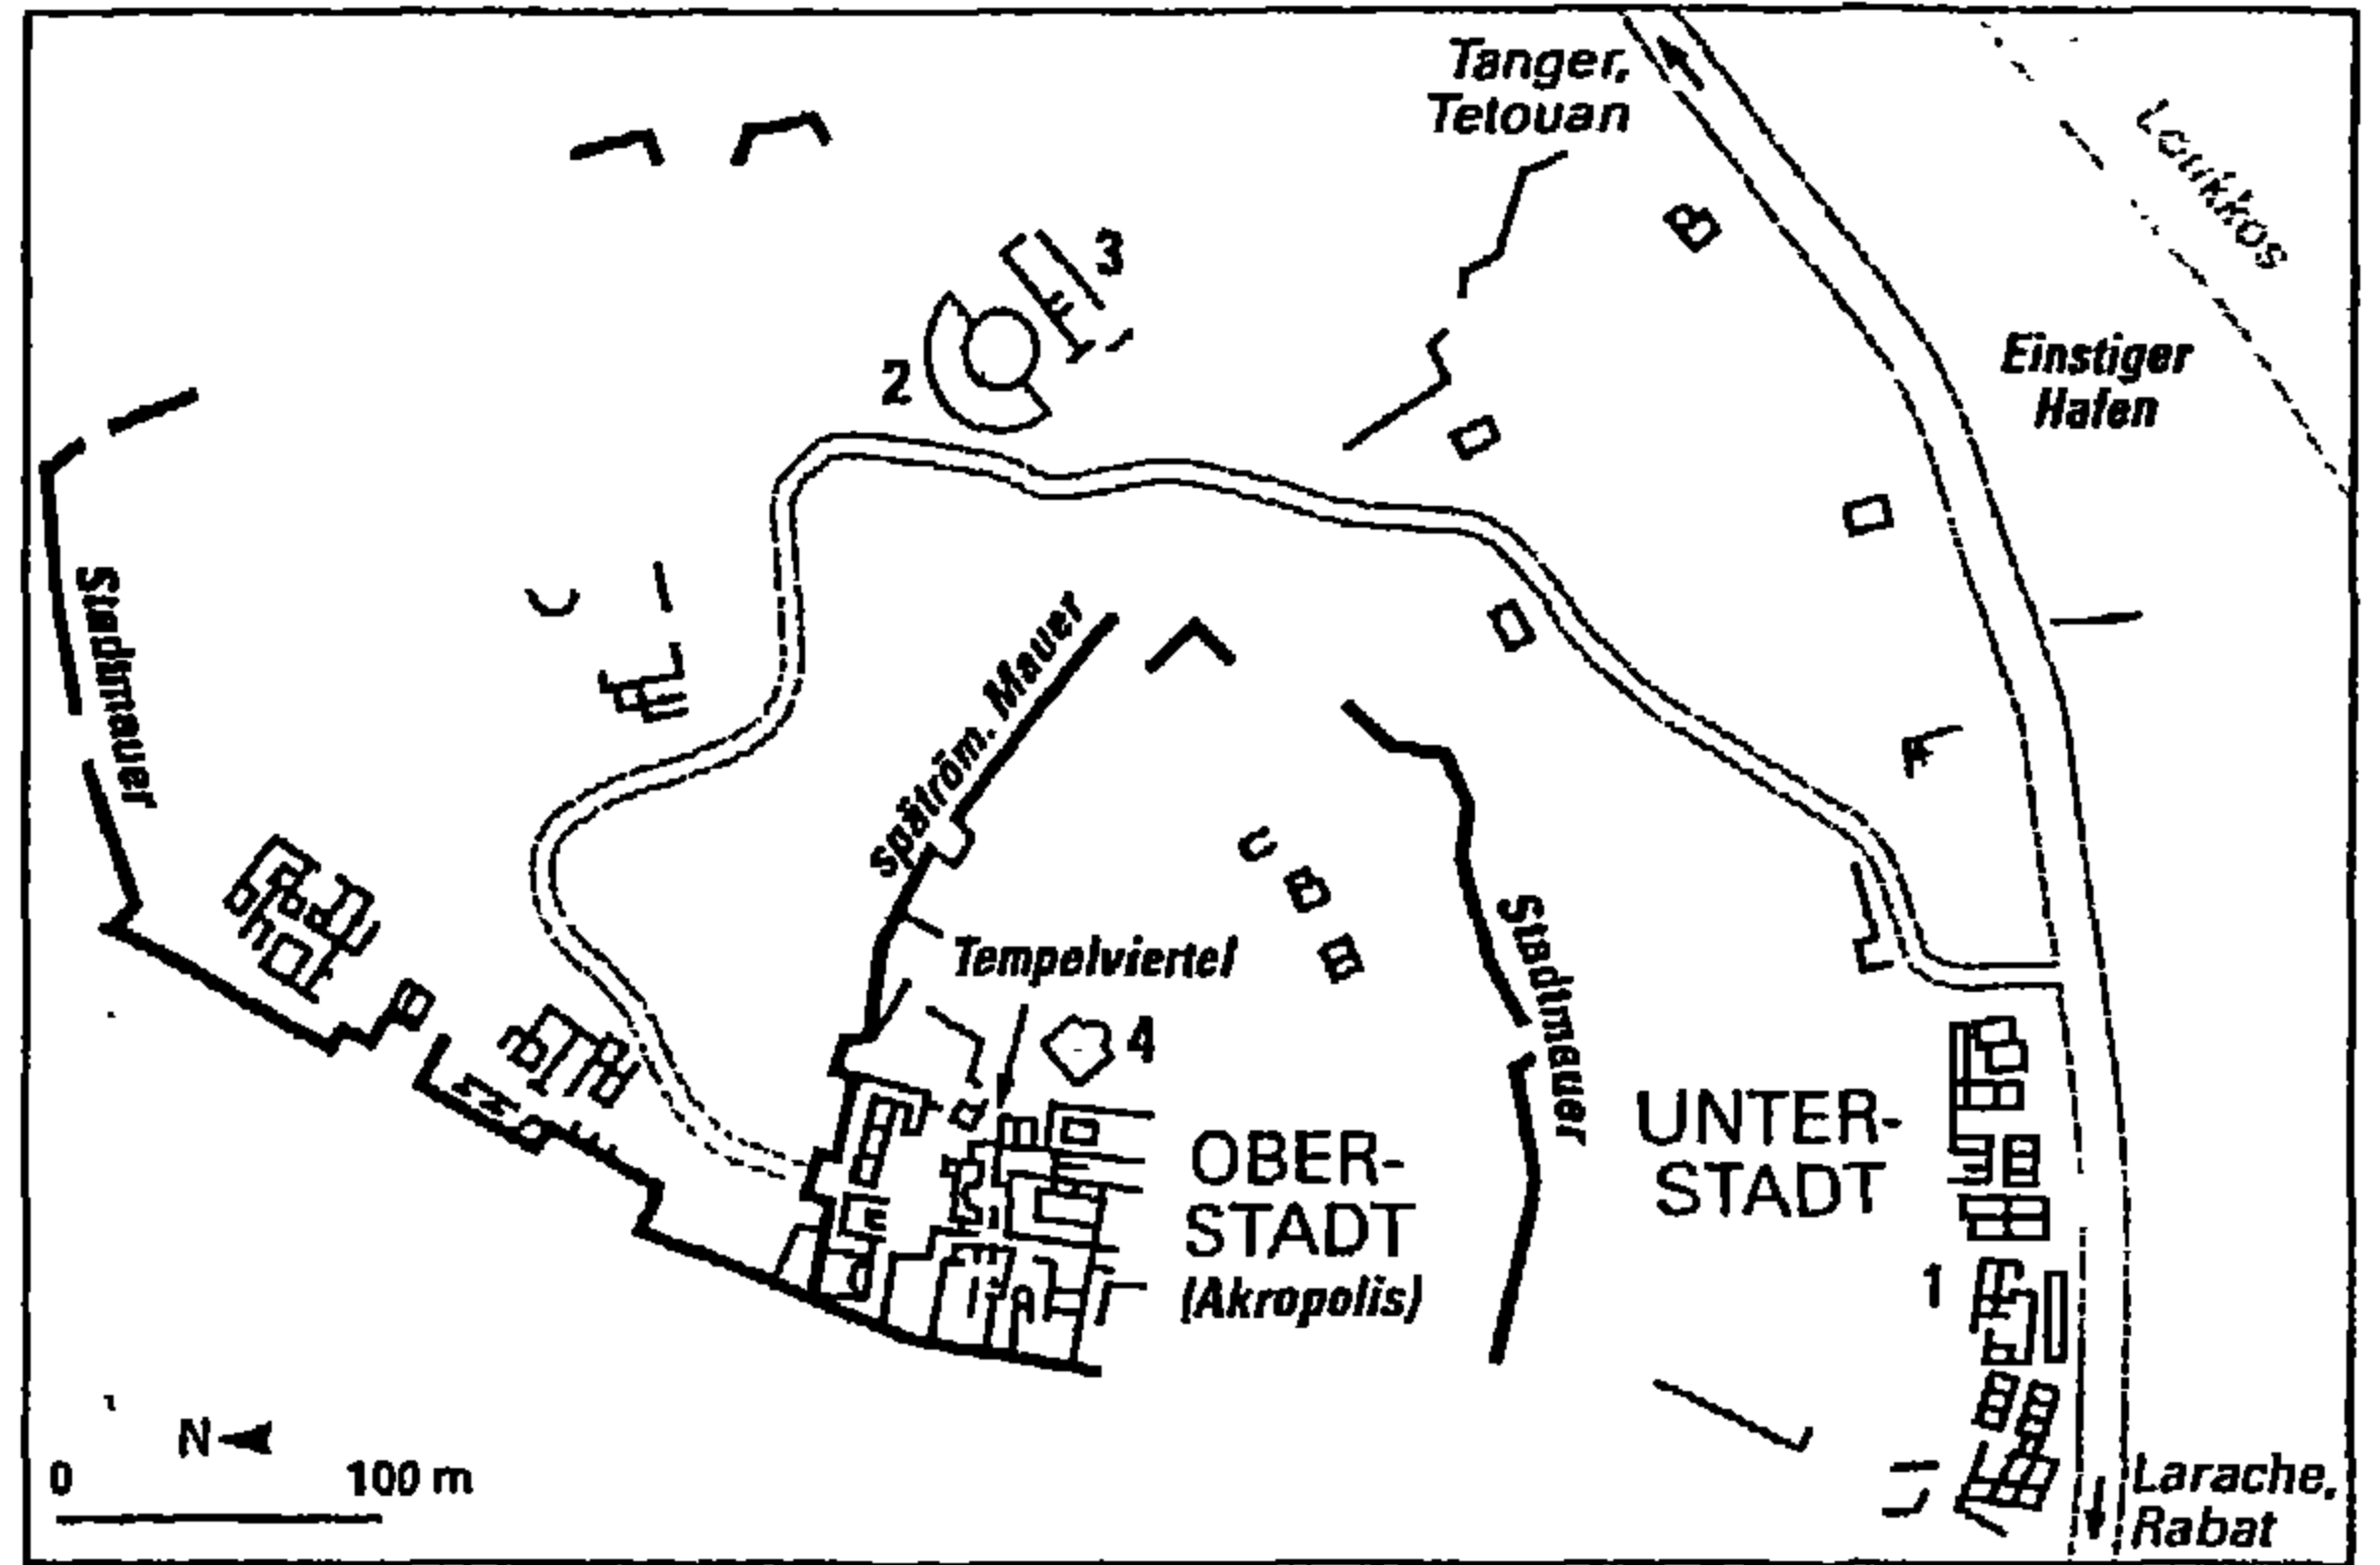 Tanger,
Tetouan
Loukkos
3
2
Einstiger
Hafen
Stadtmauer
spätröm. Mauer
Tempelviertel
4
Stadtmauer
OBER-
STADT
(Akropolis)
UNTER-
STADT
1
N
0 100 m
Larache,
Rabat